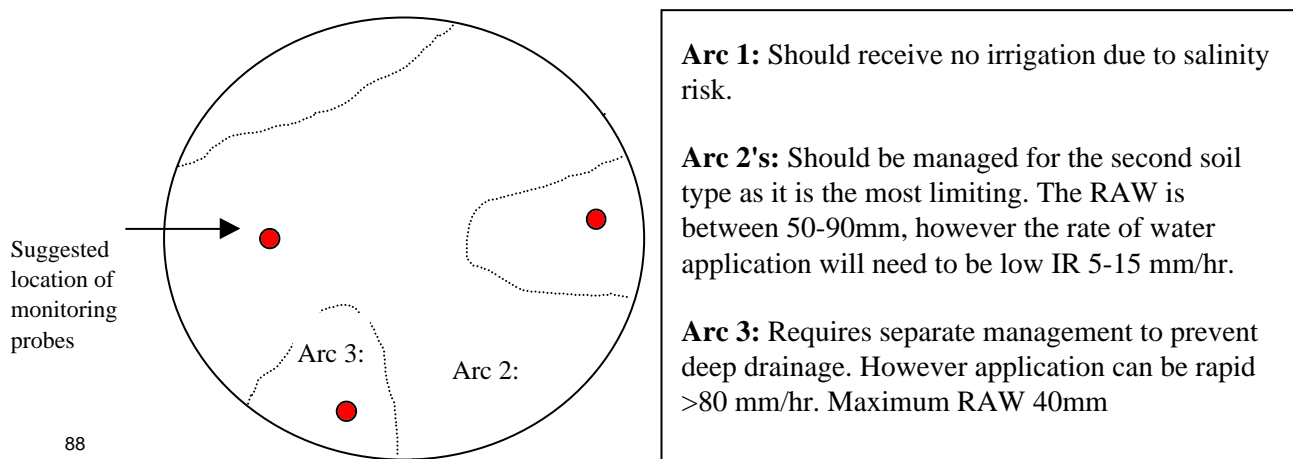 Suggested
location of
monitoring
probes
Arc 3:
Arc 2:
88
Arc 1: Should receive no irrigation due to salinity
risk.
Arc 2's: Should be managed for the second soil
type as it is the most limiting. The RAW is
between 50-90mm, however the rate of water
application will need to be low IR 5-15 mm/hr.
Arc 3: Requires separate management to prevent
deep drainage. However application can be rapid
>80 mm/hr. Maximum RAW 40mm